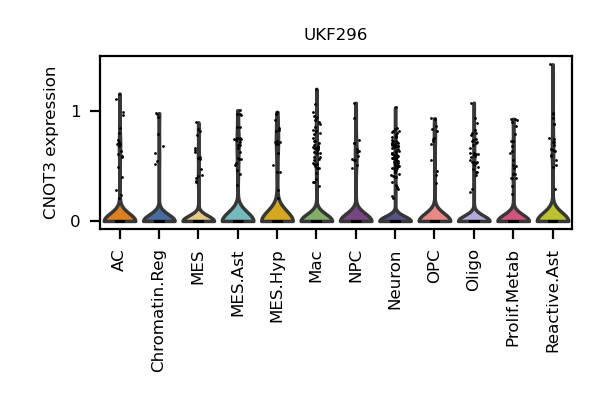 UKF296
CNOT3 expression
1
0
AC
Chromatin.Reg
MES
MES.Ast
MES.Hyp
Mac
NPC
Neuron
OPC
Oligo
Prolif.Metab
Reactive.Ast